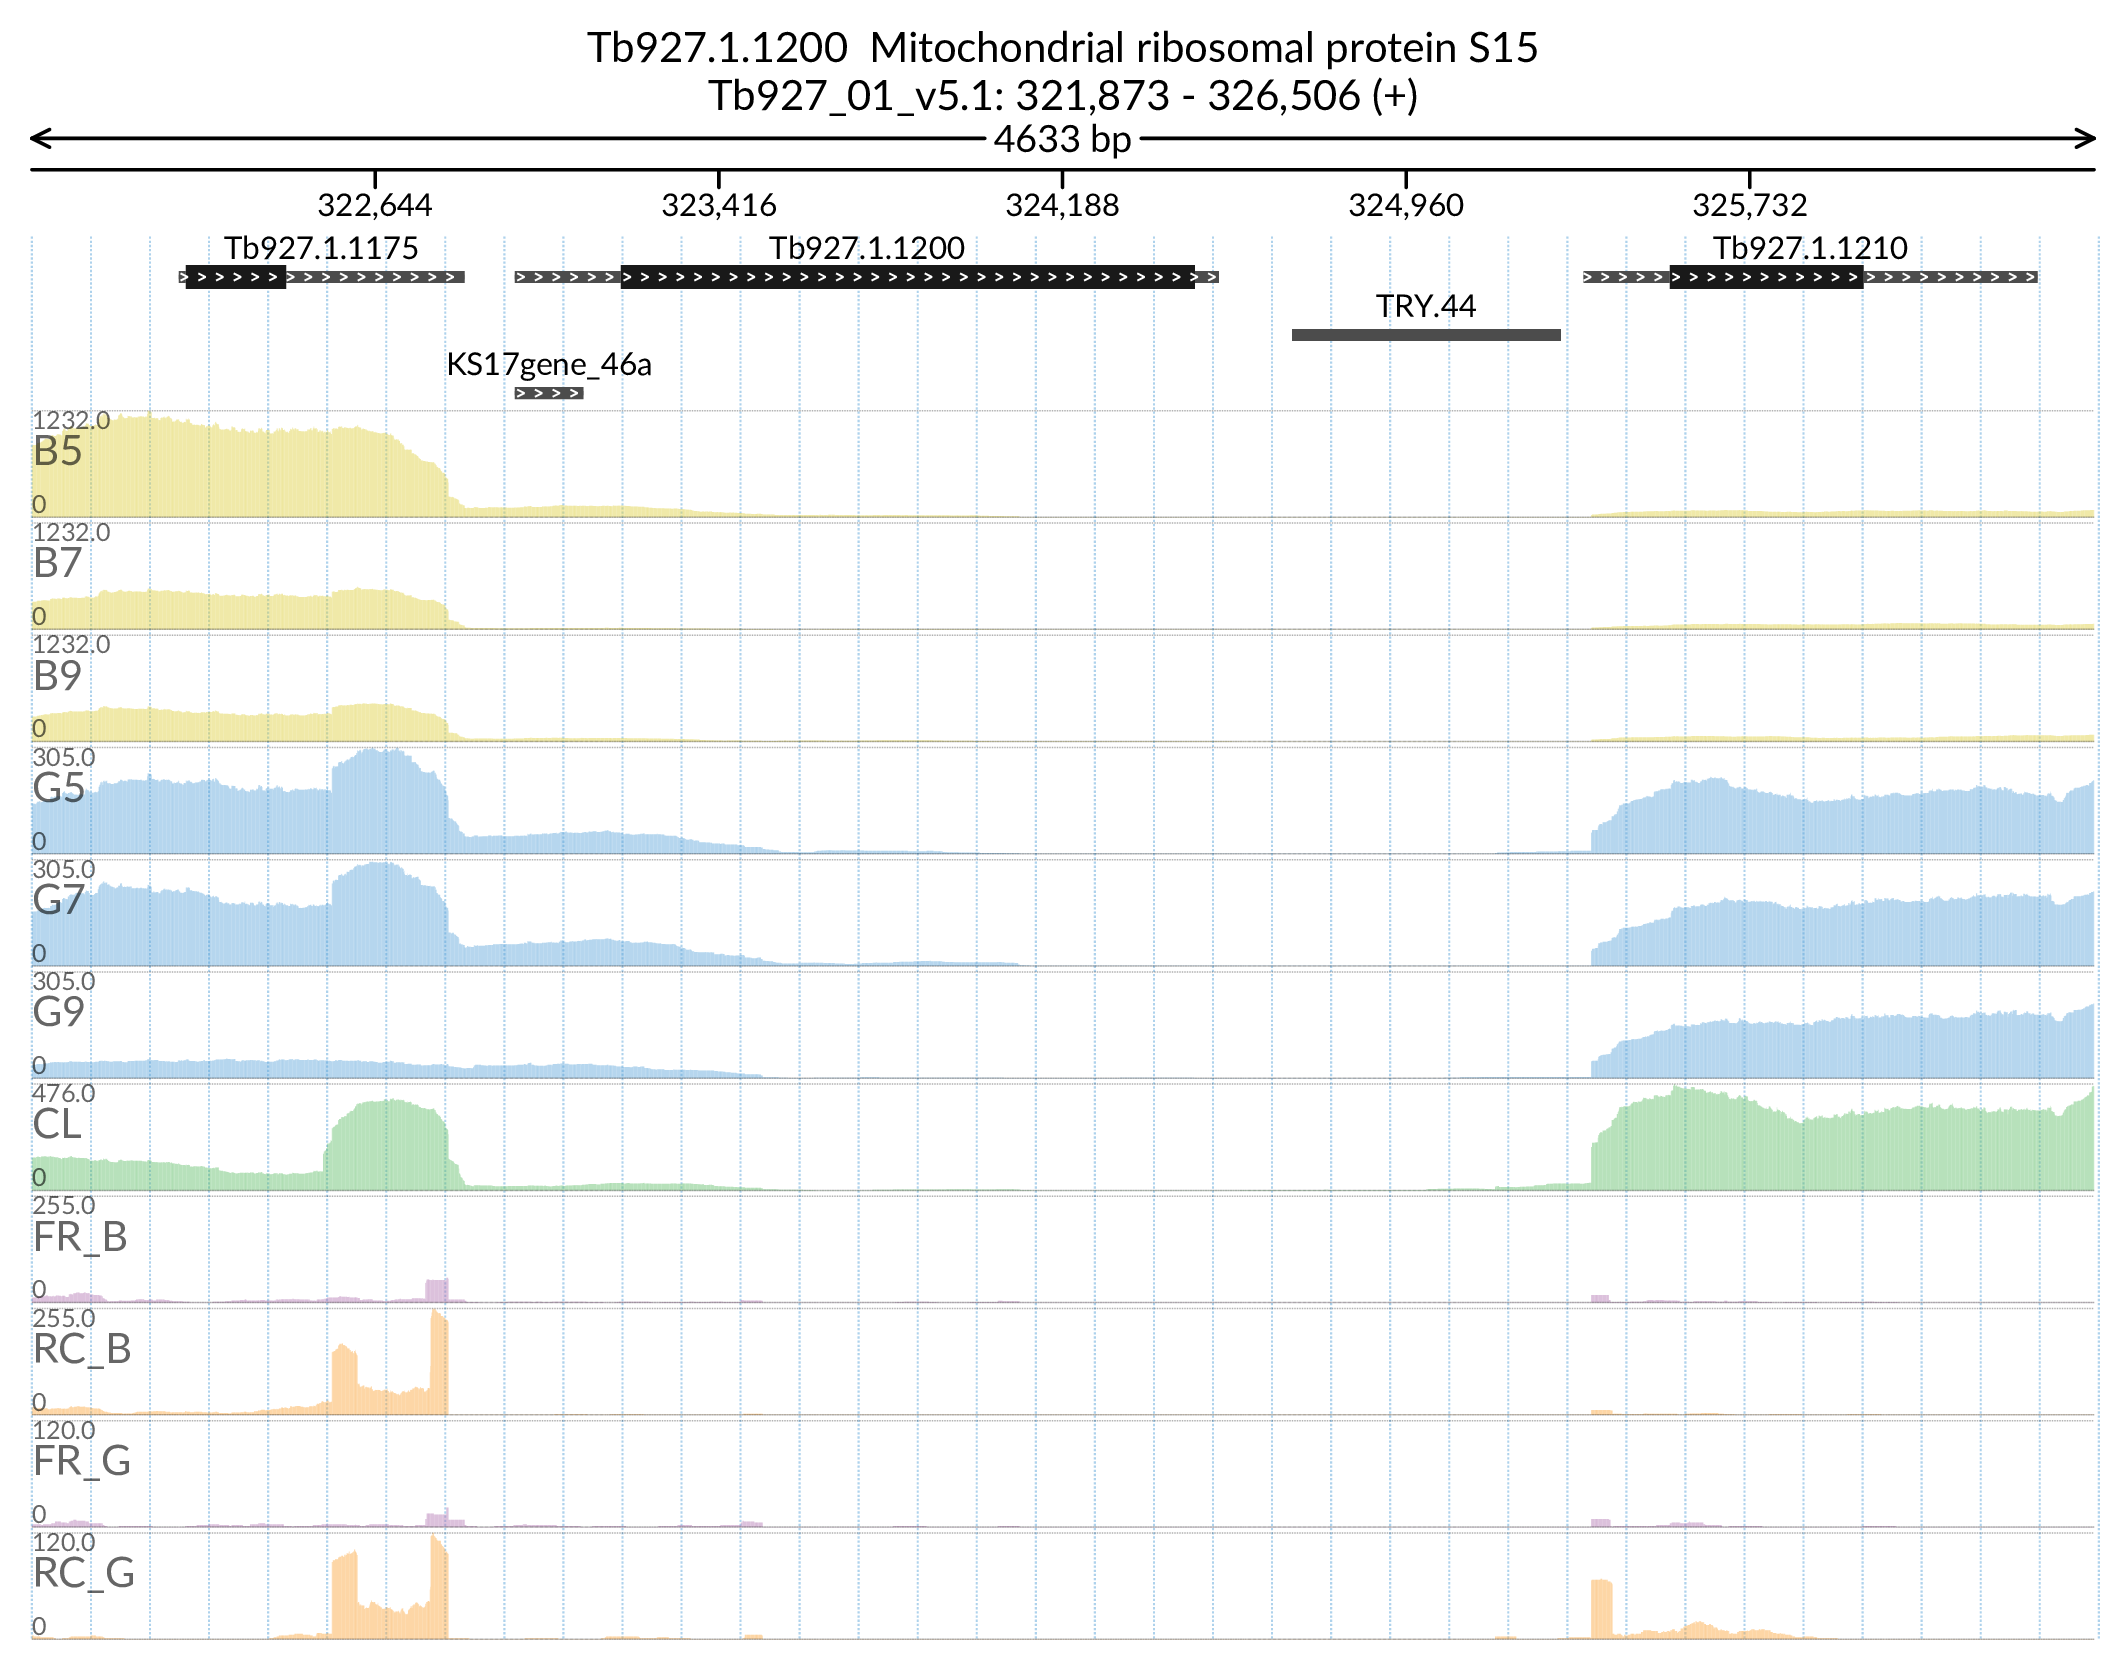 Tb927.1.1200  Mitochondrial ribosomal protein S15
Tb927_01_v5.1: 321,873 - 326,506 (+)
4633 bp
322,644 323,416 324,188 324,960 325,732
Tb927.1.1175 Tb927.1.1200 Tb927.1.1210
TRY.44
KS17gene_46a
1232.0
B5
0
1232.0
B7
0
1232.0
B9
0
305.0
G5
0
305.0
G7
0
305.0
G9
0
476.0
CL
0
255.0
FR_B
0
255.0
RC_B
0
120.0
FR_G
0
120.0
RC_G
0